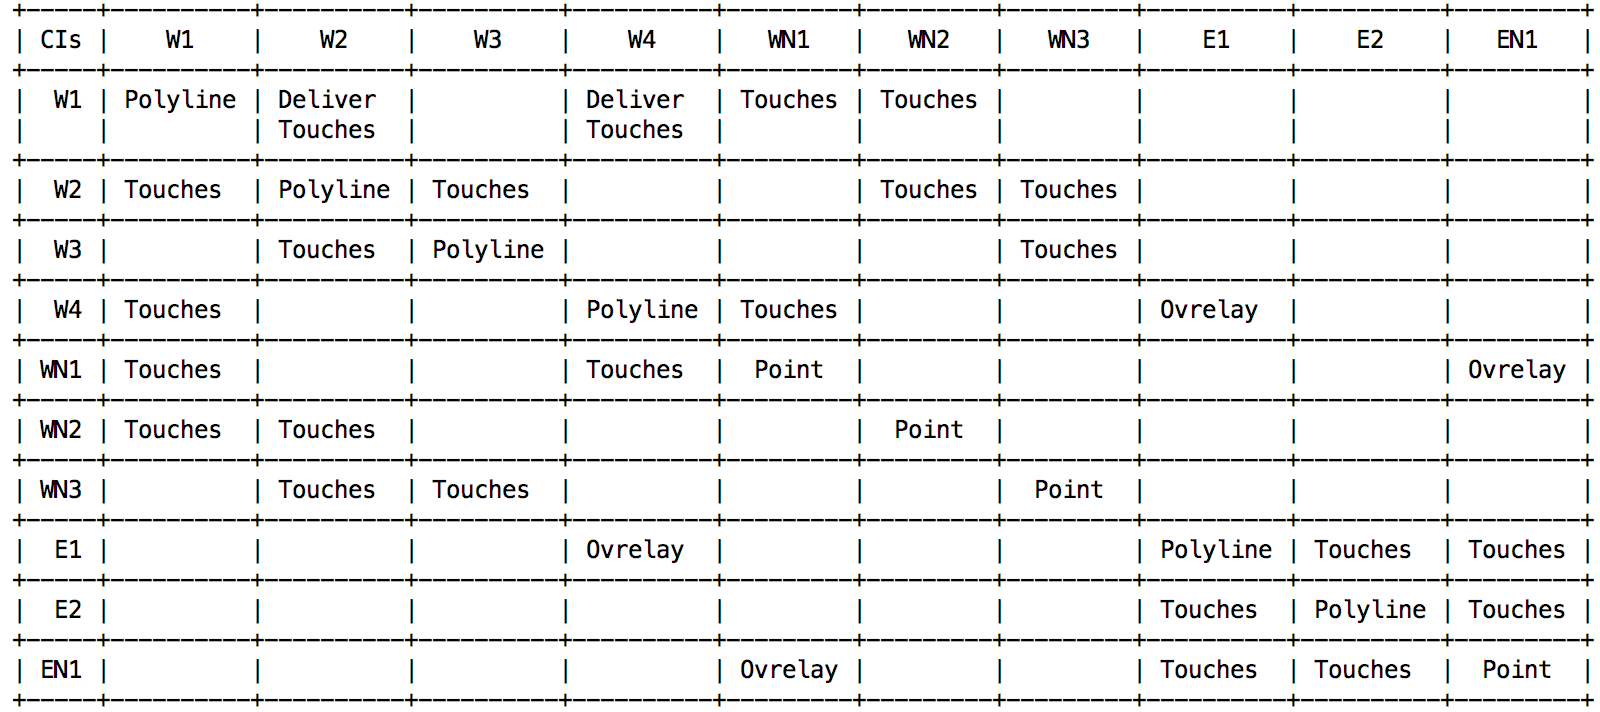 +------+----------+----------+----------+----------+---------+---------+---------+----------+----------+---------+
| CIs |    W1    |    W2    |    W3    |    W4    |   WN1   |   WN2   |   WN3   |    E1    |    E2    |   EN1   |
+------+----------+----------+----------+----------+---------+---------+---------+----------+----------+---------+
|  W1 | Polyline | Deliver  |          | Deliver  | Touches | Touches |         |          |          |         |
|     |          | Touches  |          | Touches  |         |         |         |          |          |         |
+------+----------+----------+----------+----------+---------+---------+---------+----------+----------+---------+
|  W2 | Touches  | Polyline | Touches  |          |         | Touches | Touches |          |          |         |
+------+----------+----------+----------+----------+---------+---------+---------+----------+----------+---------+
|  W3 |          | Touches  | Polyline |          |         |         | Touches |          |          |         |
+------+----------+----------+----------+----------+---------+---------+---------+----------+----------+---------+
|  W4 | Touches  |          |          | Polyline | Touches |         |         | Ovrelay  |          |         |
+------+----------+----------+----------+----------+---------+---------+---------+----------+----------+---------+
| WN1 | Touches  |          |          | Touches  |  Point  |         |         |          |          | Ovrelay |
+------+----------+----------+----------+----------+---------+---------+---------+----------+----------+---------+
| WN2 | Touches  | Touches  |          |          |         |  Point  |         |          |          |         |
+------+----------+----------+----------+----------+---------+---------+---------+----------+----------+---------+
| WN3 |          | Touches  | Touches  |          |         |         |  Point  |          |          |         |
+------+----------+----------+----------+----------+---------+---------+---------+----------+----------+---------+
|  E1 |          |          |          | Ovrelay  |         |         |         | Polyline | Touches  | Touches |
+------+----------+----------+----------+----------+---------+---------+---------+----------+----------+---------+
|  E2 |          |          |          |          |         |         |         | Touches  | Polyline | Touches |
+------+----------+----------+----------+----------+---------+---------+---------+----------+----------+---------+
| EN1 |          |          |          |          | Ovrelay |         |         | Touches  | Touches  |  Point  |
+------+----------+----------+----------+----------+---------+---------+---------+----------+----------+---------+